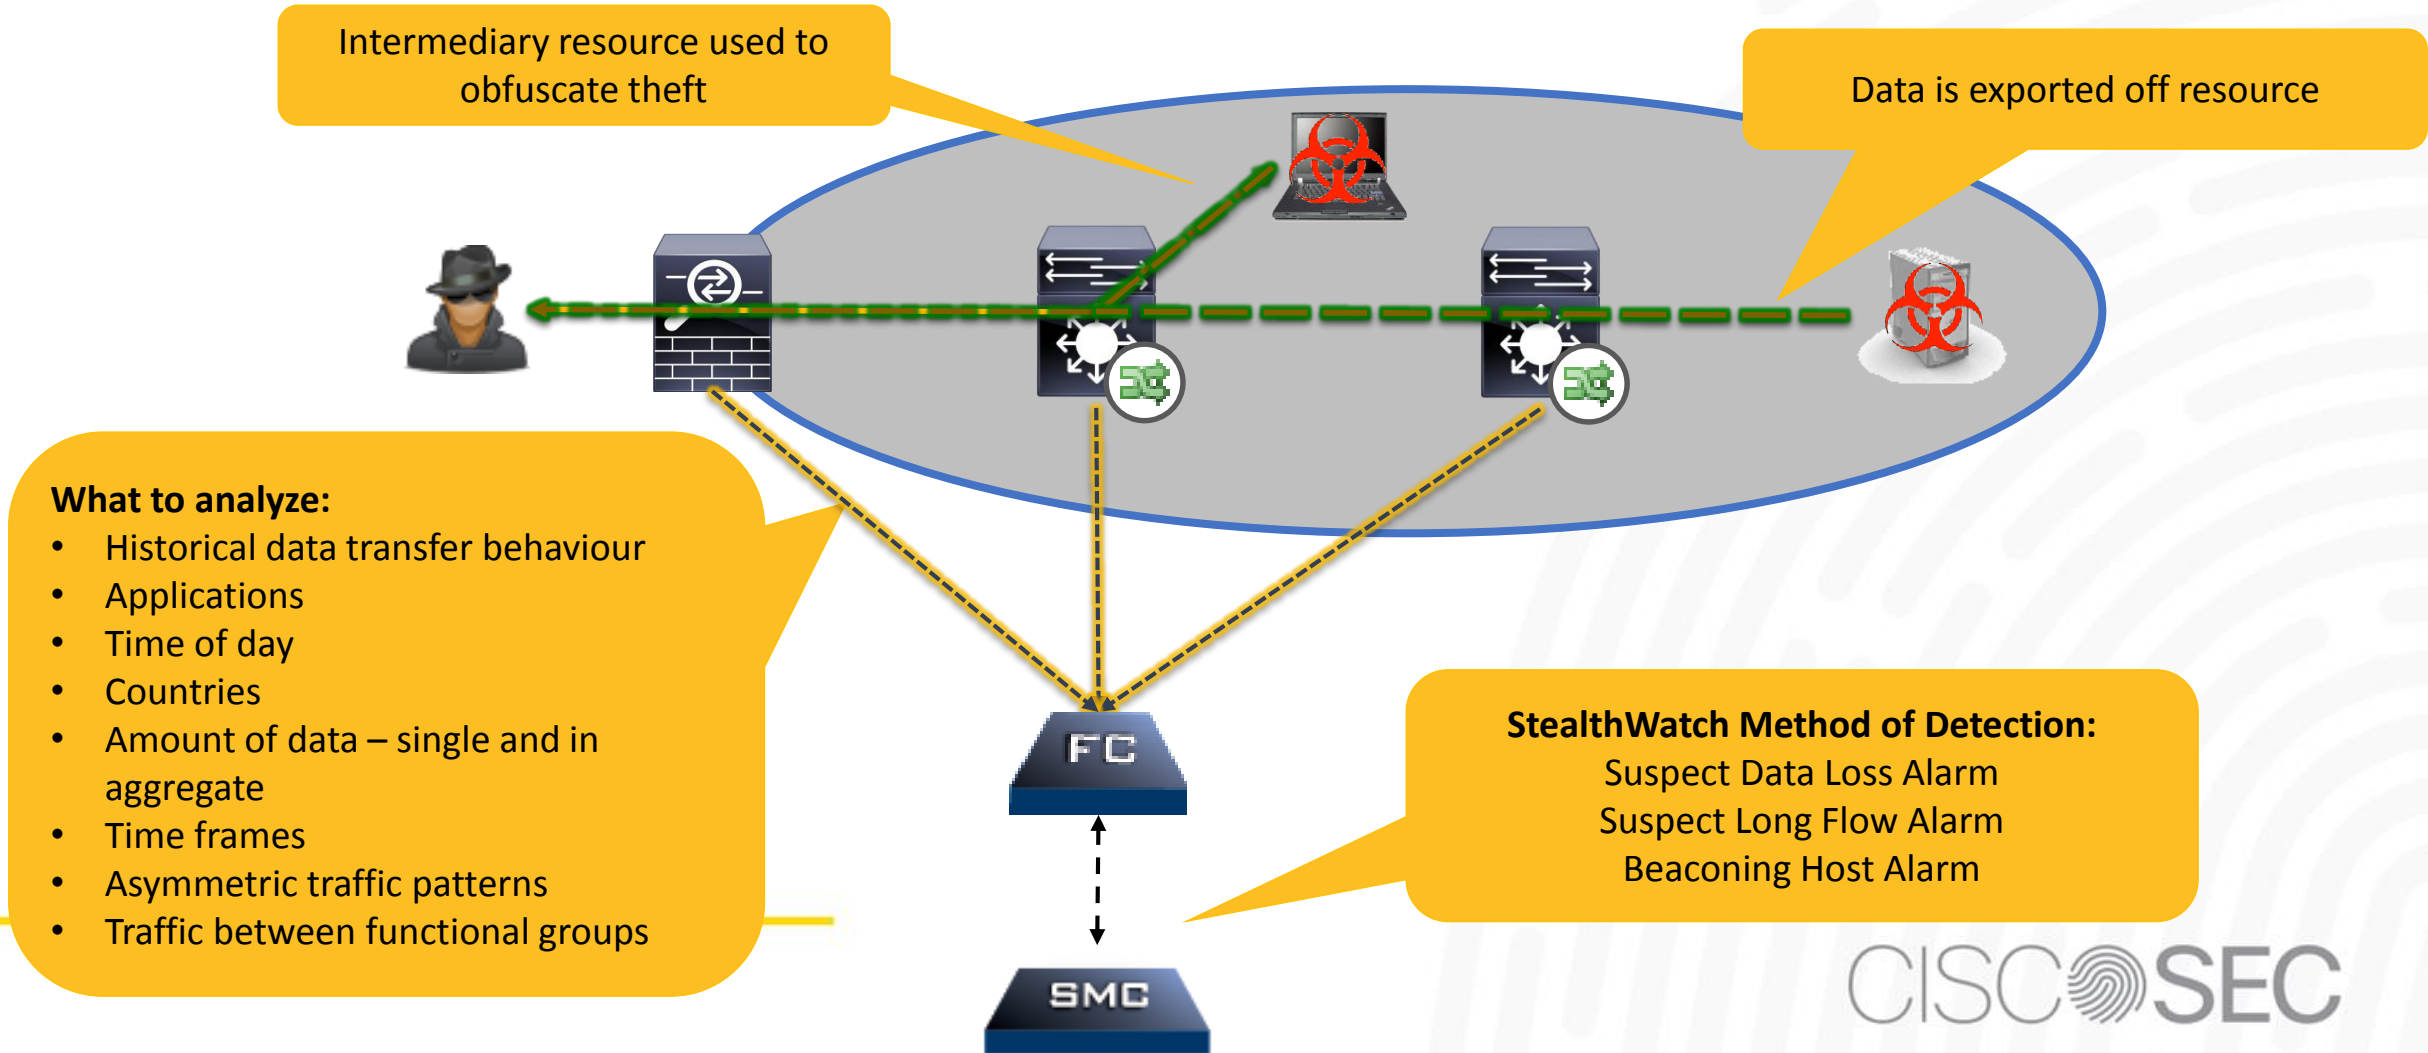 Intermediary resource used to
obfuscate theft
Data is exported off resource
What to analyze:
• Historical data transfer behaviour
• Applications
• Time of day
• Countries
• Amount of data – single and in
aggregate
• Time frames
• Asymmetric traffic patterns
• Traffic between functional groups
FC
StealthWatch Method of Detection:
Suspect Data Loss Alarm
Suspect Long Flow Alarm
Beaconing Host Alarm
SMC
CISCOSEC